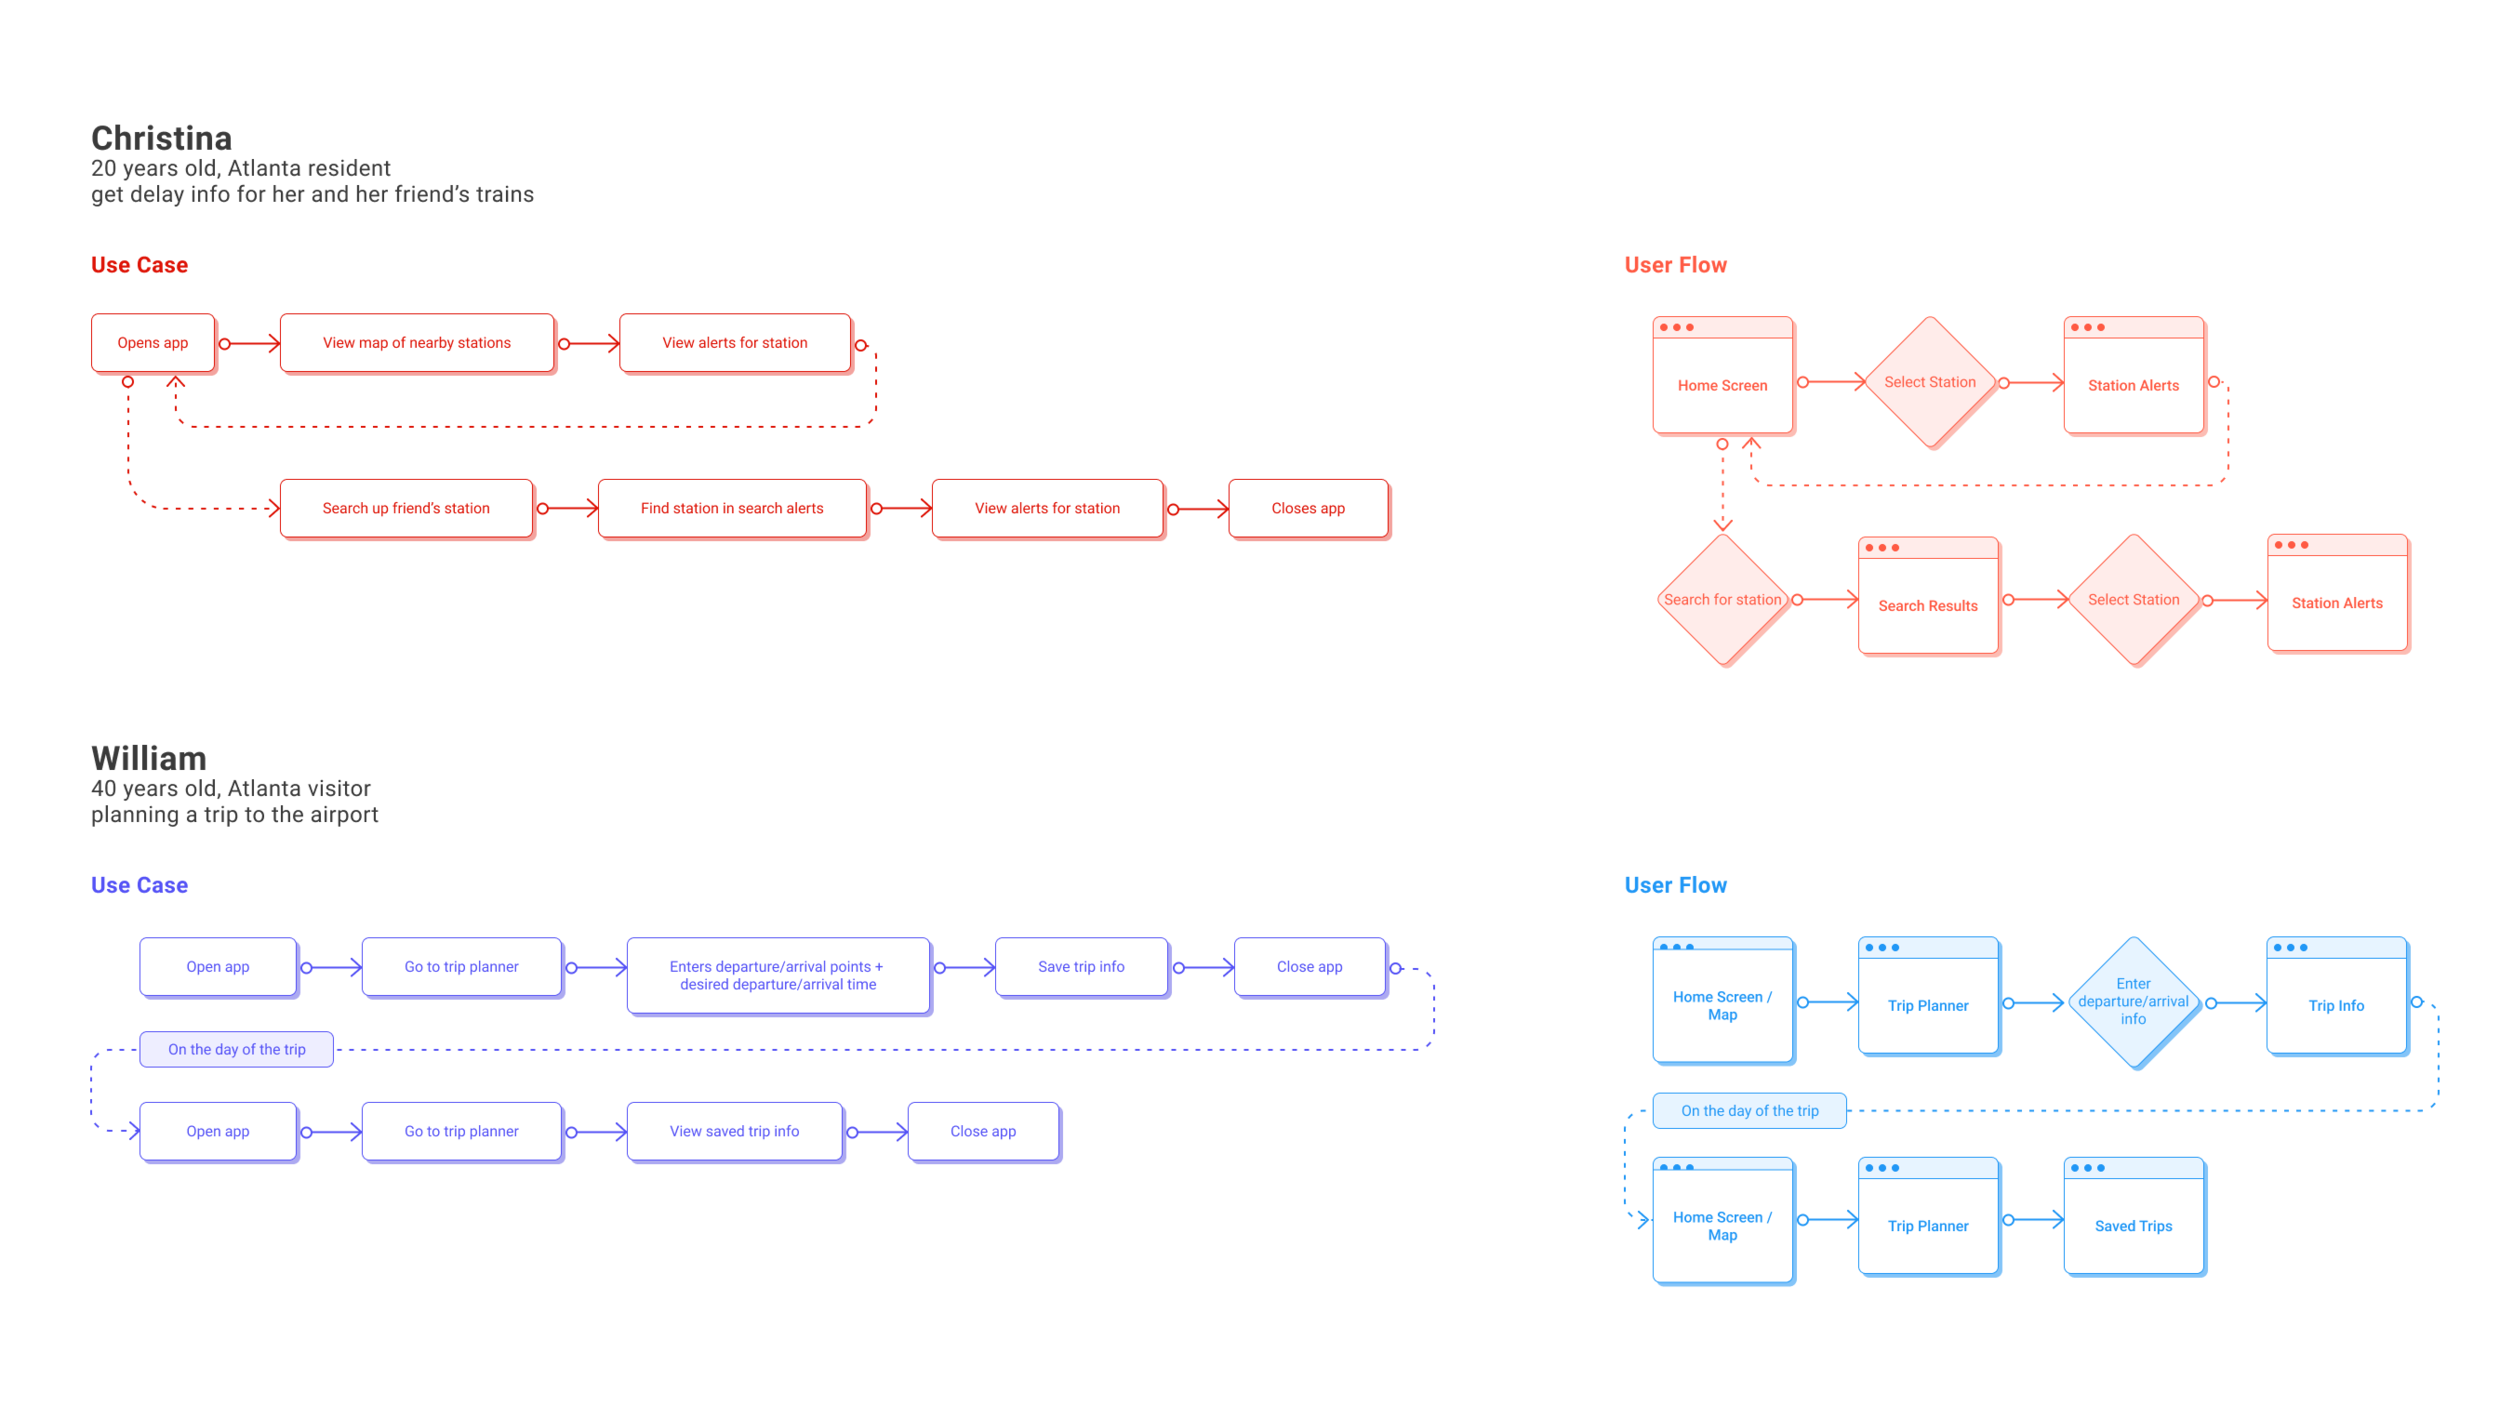 Christina
20 years old, Atlanta resident
get delay info for her and her friend’s trains
Use Case
Opens app
View map of nearby stations
View alerts for station
Search up friend’s station
Find station in search alerts
View alerts for station
Closes app
User Flow
Home Screen
Select Station
Station Alerts
Search for station
Search Results
Select Station
Station Alerts
William
40 years old, Atlanta visitor
planning a trip to the airport
Use Case
Open app
Go to trip planner
Enters departure/arrival points +
desired departure/arrival time
Save trip info
Close app
On the day of the trip
Open app
Go to trip planner
View saved trip info
Close app
User Flow
Home Screen /
Map
Trip Planner
Enter
departure/arrival
info
Trip Info
On the day of the trip
Home Screen /
Map
Trip Planner
Saved Trips